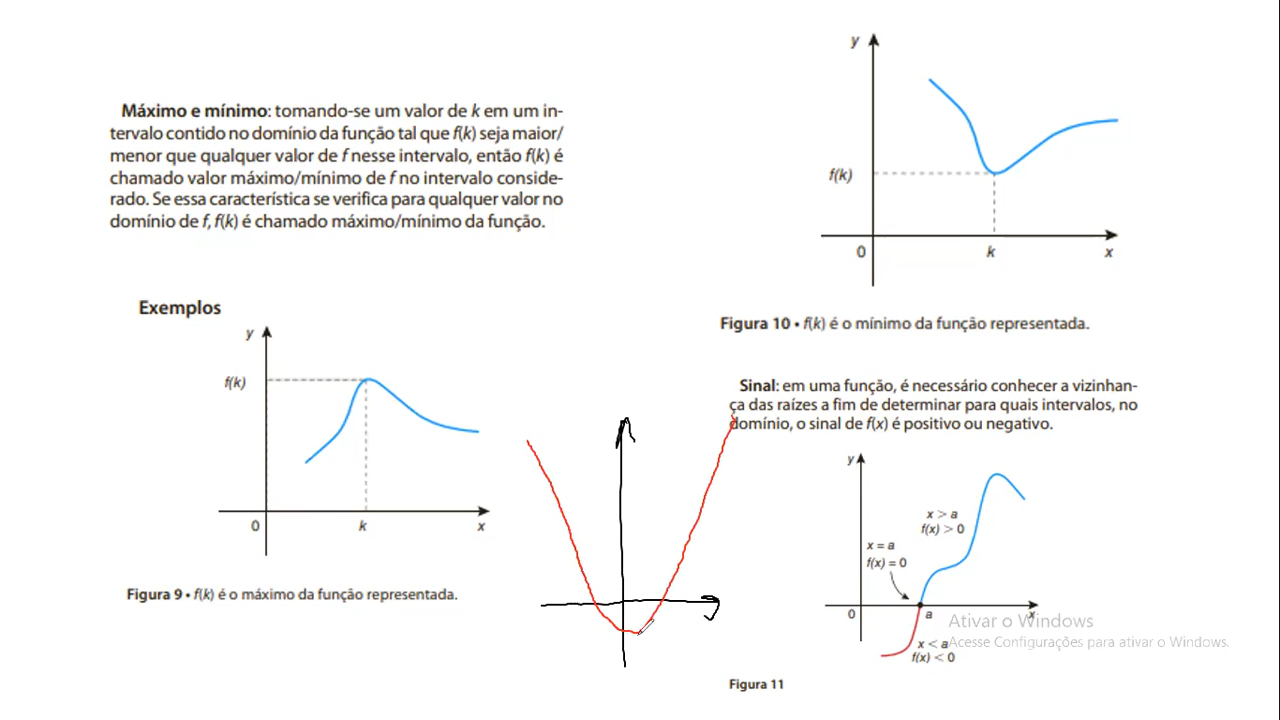 Máximo e mínimo: tomando-se um valor de k em um in-
tervalo contido no domínio da função tal que f(k) seja maior/
menor que qualquer valor de f nesse intervalo, então f(k) é
chamado valor máximo/mínimo de f no intervalo conside-
rado. Se essa característica se verifica para qualquer valor no
domínio de f, f(k) é chamado máximo/mínimo da função.
Exemplos
y
f(k)
0
k
x
Figura 9 • f(k) é o máximo da função representada.
y
f(k)
0
k
x
Figura 10 • f(k) é o mínimo da função representada.
Sinal: em uma função, é necessário conhecer a vizinhan-
ça das raízes a fim de determinar para quais intervalos, no
domínio, o sinal de f(x) é positivo ou negativo.
y
x > a
f(x) > 0
x = a
f(x) = 0
0
a
x
x < a
f(x) < 0
Figura 11
Ativar o Windows
Acesse Configurações para ativar o Windows.